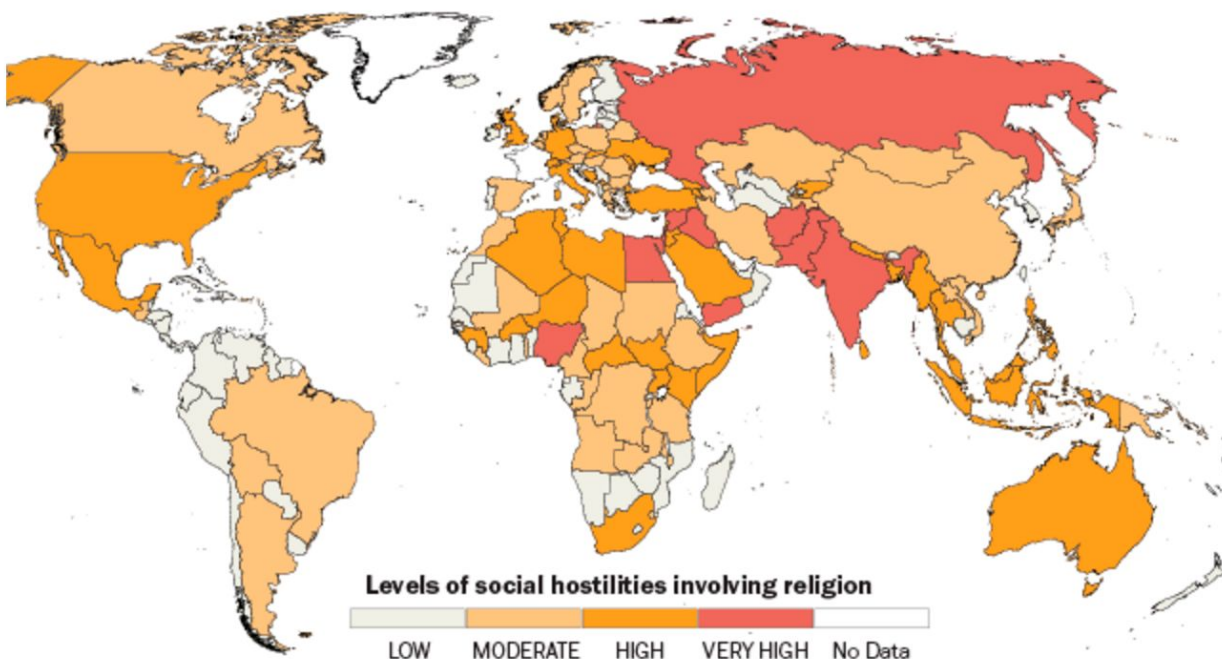 Levels of social hostilities involving religion
LOW MODERATE HIGH VERY HIGH No Data